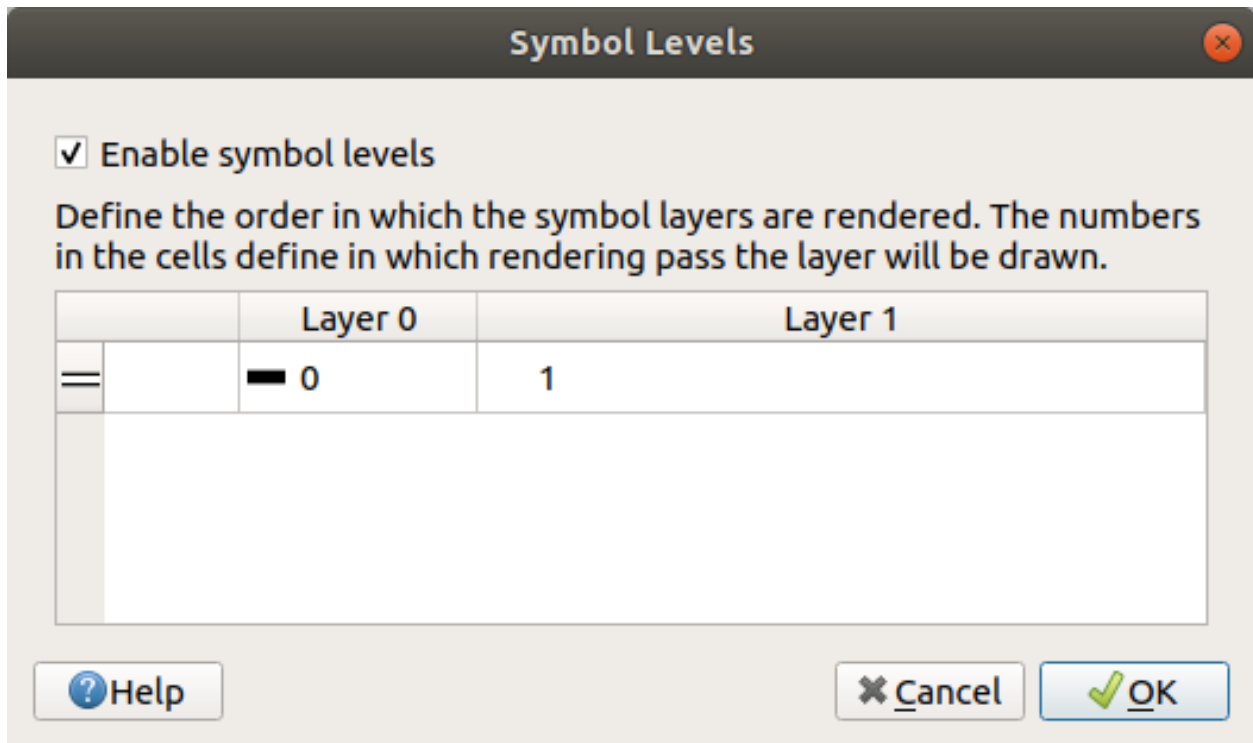 Symbol Levels
Enable symbol levels
Define the order in which the symbol layers are rendered. The numbers
in the cells define in which rendering pass the layer will be drawn.
Layer 0 Layer 1
0 1
Help Cancel OK